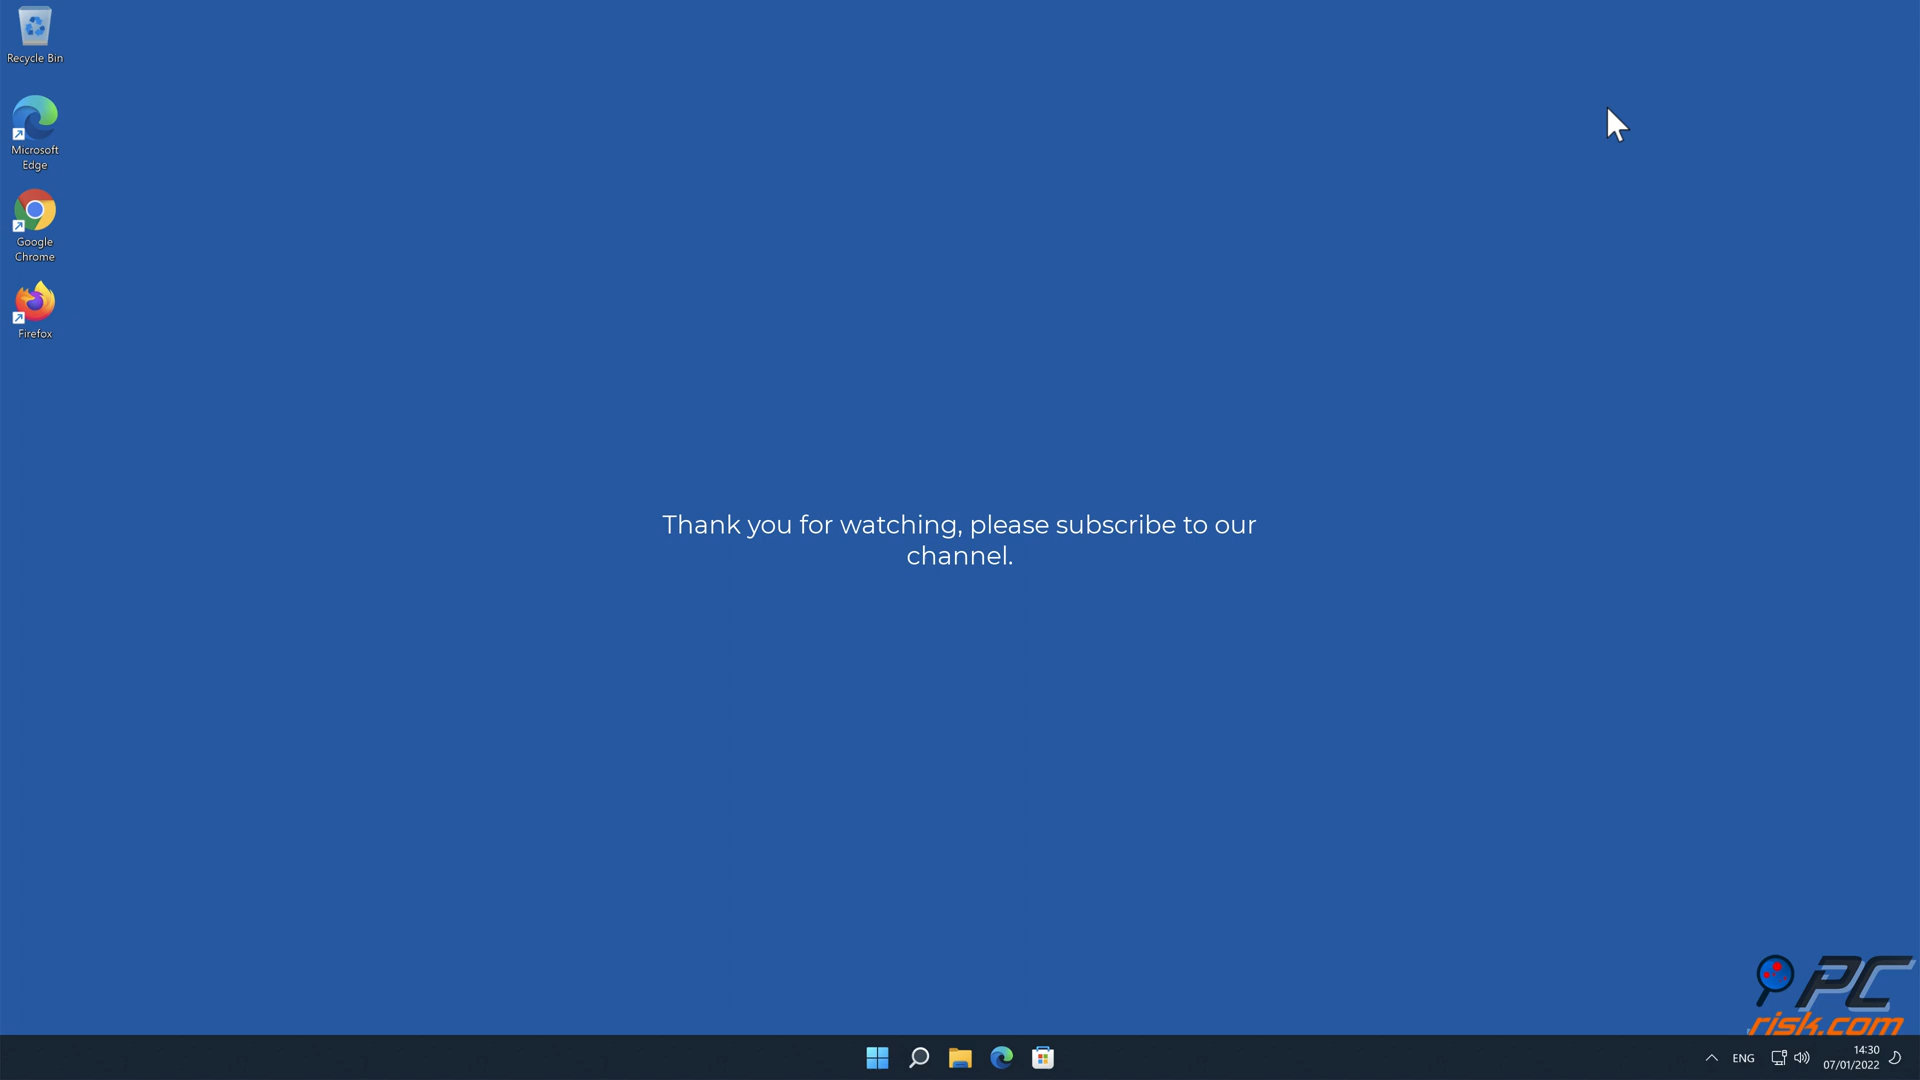 Recycle Bin
Microsoft
Edge
Google
Chrome
Firefox
Thank you for watching, please subscribe to our
channel.
PC
risk.com
ENG
14:30
07/01/2022